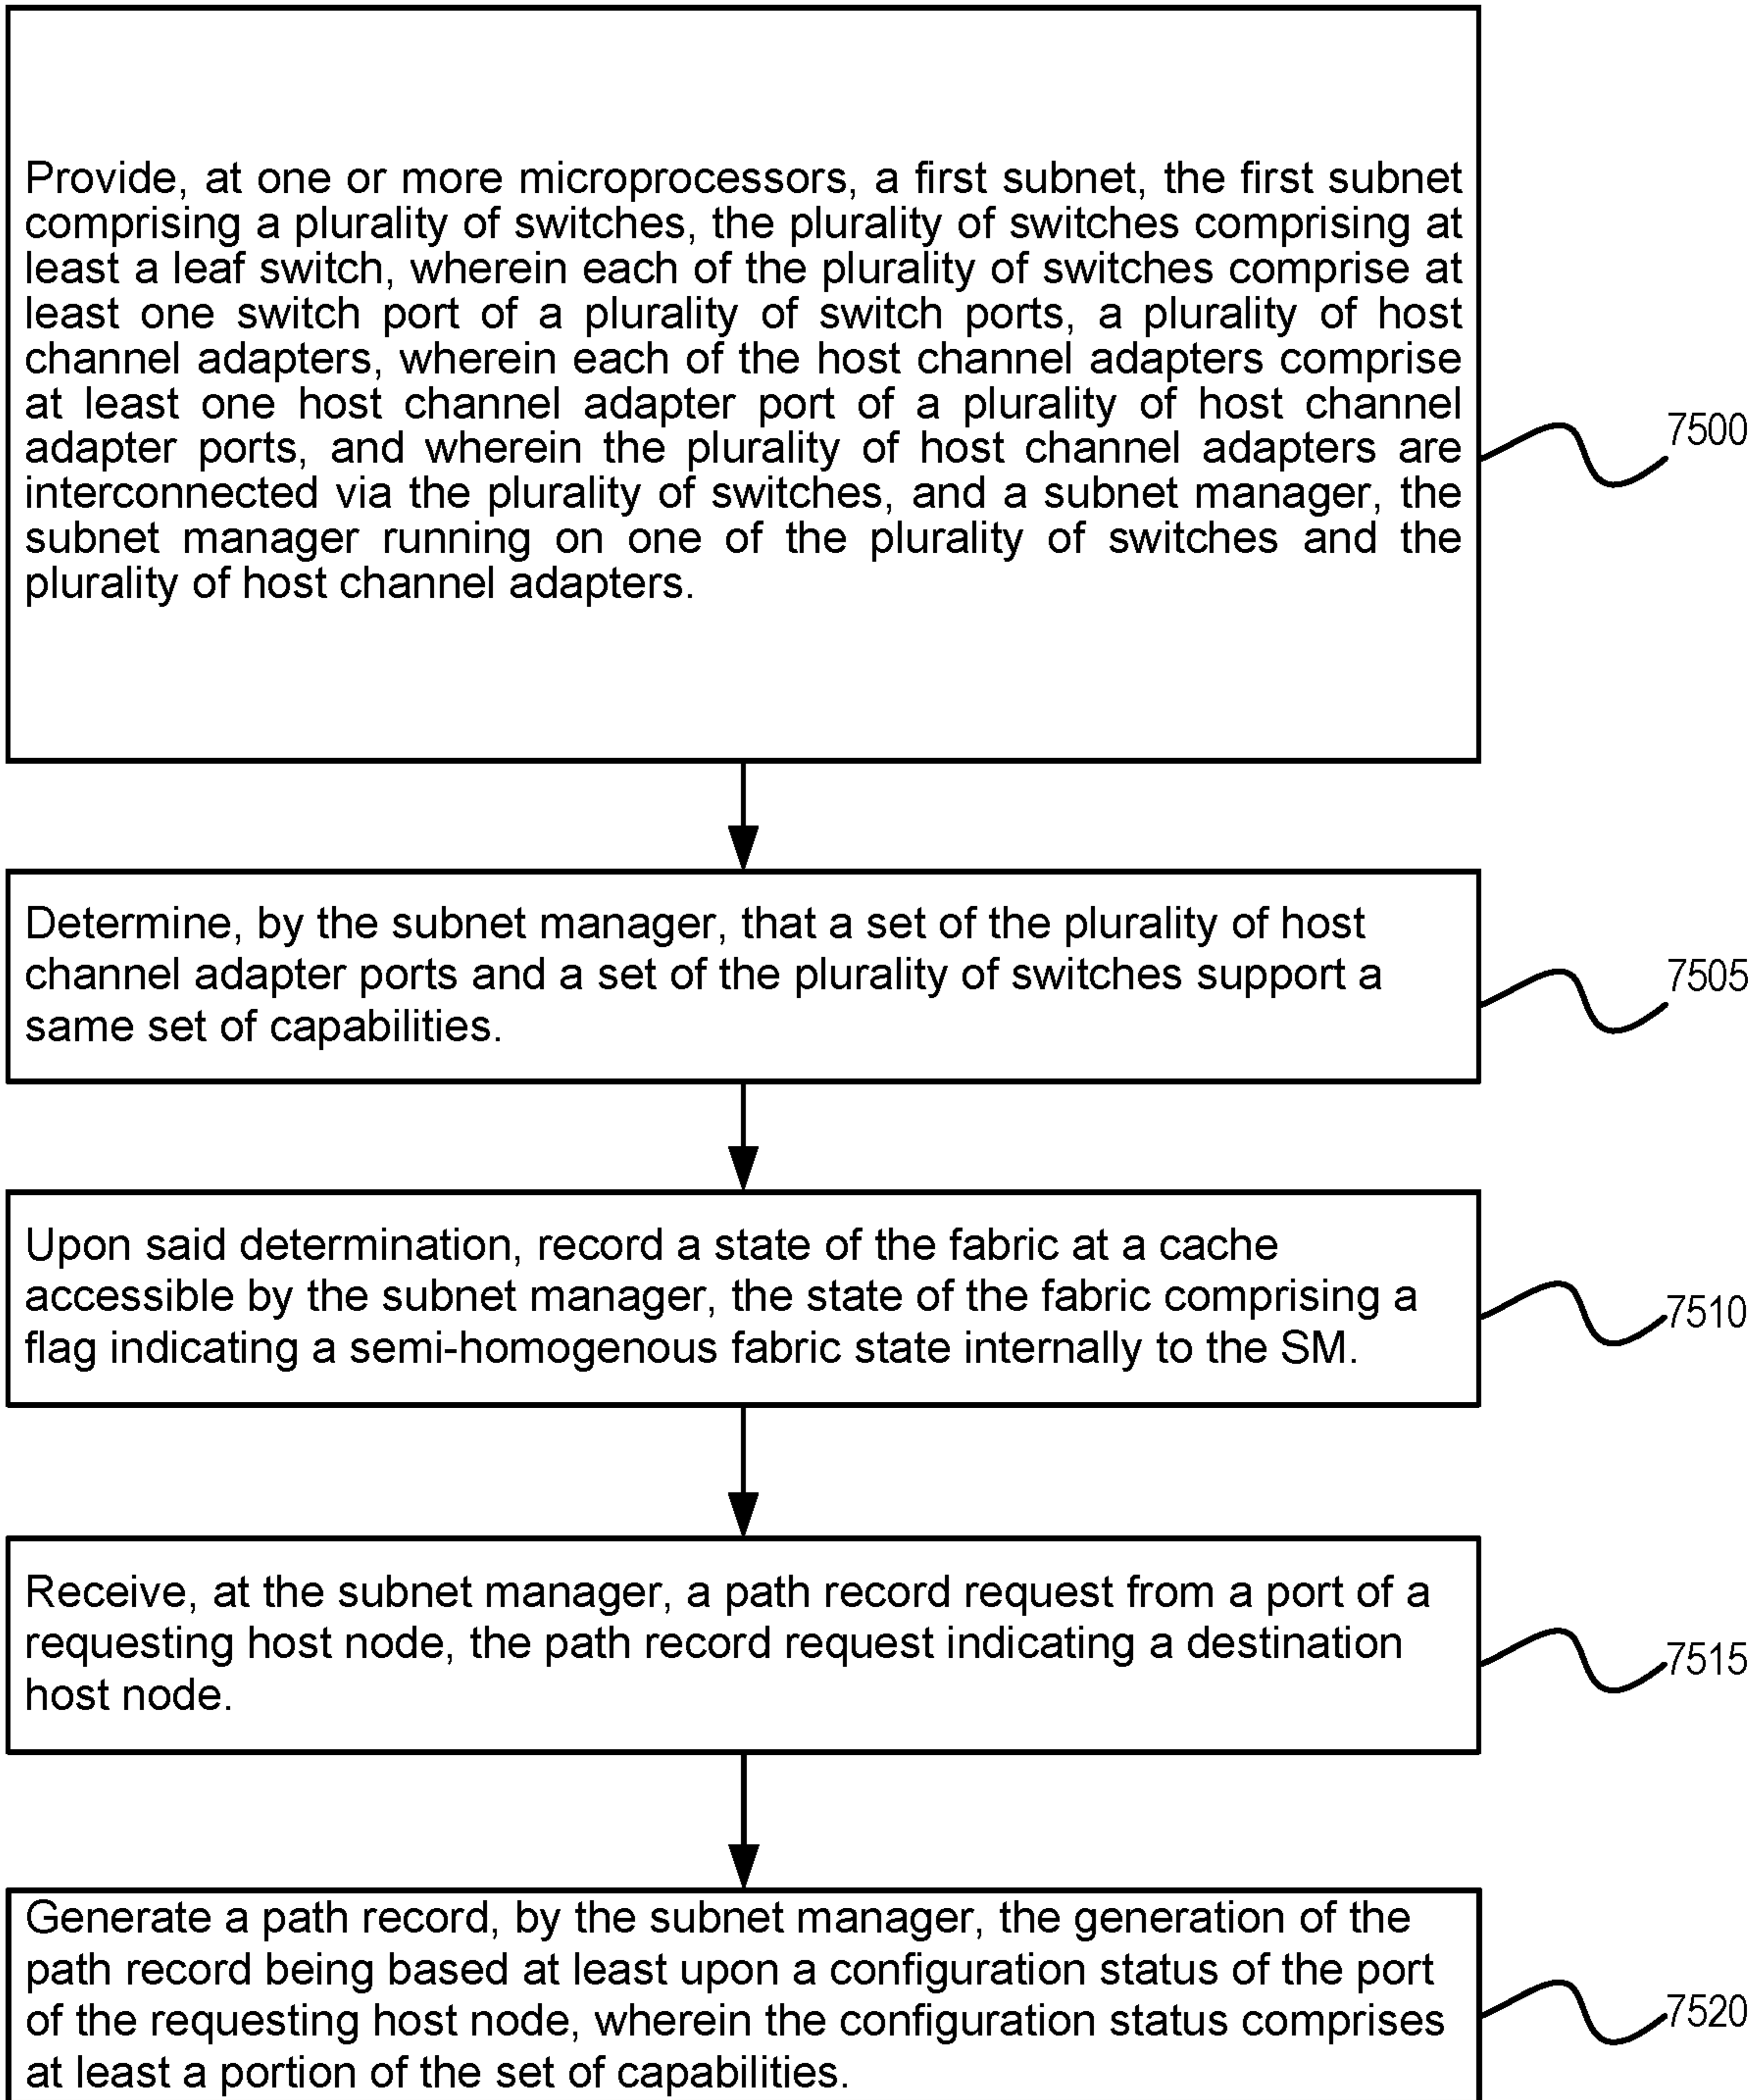 Provide, at one or more microprocessors, a first subnet, the first subnet
comprising a plurality of switches, the plurality of switches comprising at
least a leaf switch, wherein each of the plurality of switches comprise at
least one switch port of a plurality of switch ports, a plurality of host
channel adapters, wherein each of the host channel adapters comprise
at least one host channel adapter port of a plurality of host channel
adapter ports, and wherein the plurality of host channel adapters are
interconnected via the plurality of switches, and a subnet manager, the
subnet manager running on one of the plurality of switches and the
plurality of host channel adapters.
7500
Determine, by the subnet manager, that a set of the plurality of host
channel adapter ports and a set of the plurality of switches support a
same set of capabilities.
7505
Upon said determination, record a state of the fabric at a cache
accessible by the subnet manager, the state of the fabric comprising a
flag indicating a semi-homogenous fabric state internally to the SM.
7510
Receive, at the subnet manager, a path record request from a port of a
requesting host node, the path record request indicating a destination
host node.
7515
Generate a path record, by the subnet manager, the generation of the
path record being based at least upon a configuration status of the port
of the requesting host node, wherein the configuration status comprises
at least a portion of the set of capabilities.
7520